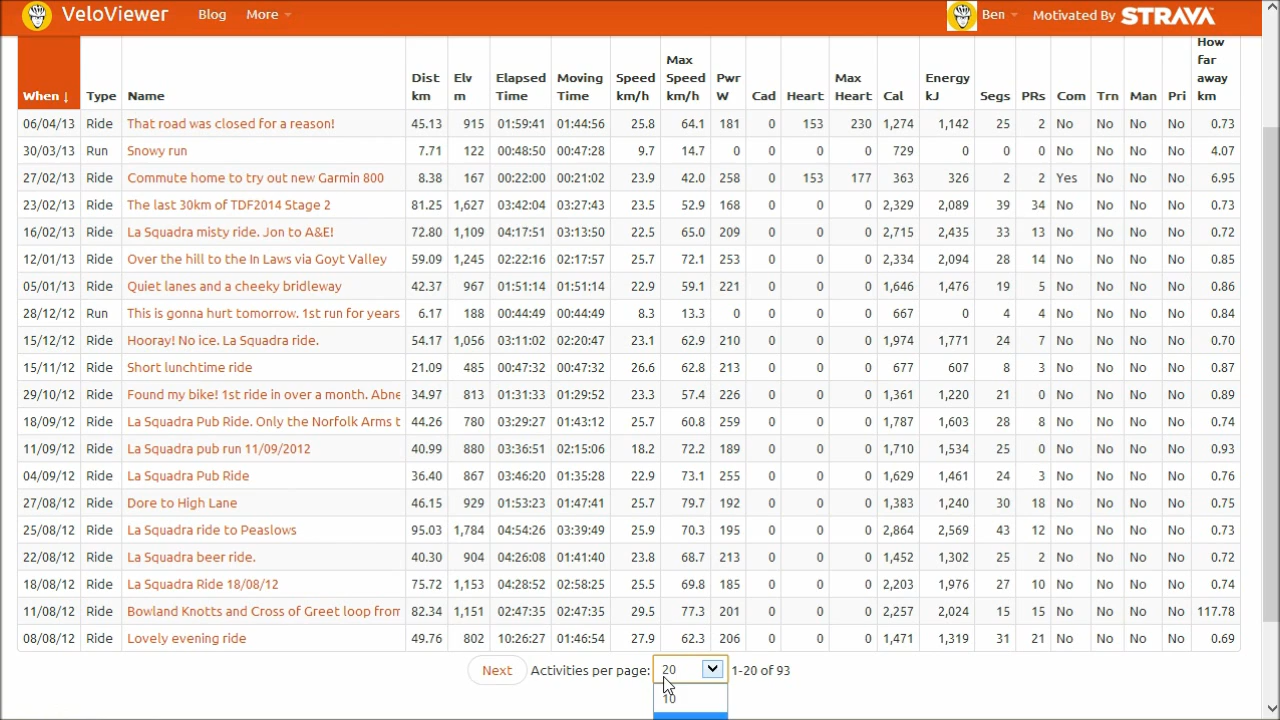 VeloViewer Blog More Ben Motivated By STRAVA
When ↓ Type Name Dist km Elv m Elapsed Time Moving Time Speed km/h Max Speed km/h Pwr W Cad Heart Max Heart Cal Energy kJ Segs PRs Com Trn Man Pri How far away km
06/04/13 Ride That road was closed for a reason! 45.13 915 01:59:41 01:44:56 25.8 64.1 181 0 153 230 1,274 1,142 25 2 No No No No 0.73
30/03/13 Run Snowy run 7.71 122 00:48:50 00:47:28 9.7 14.7 0 0 0 0 729 0 0 0 No No No No 4.07
27/02/13 Ride Commute home to try out new Garmin 800 8.38 167 00:22:00 00:21:02 23.9 42.0 258 0 153 177 363 326 2 2 Yes No No No 6.95
23/02/13 Ride The last 30km of TDF2014 Stage 2 81.25 1,627 03:42:04 03:27:43 23.5 52.9 168 0 0 0 2,329 2,089 39 34 No No No No 0.73
16/02/13 Ride La Squadra misty ride. Jon to A&E! 72.80 1,109 04:17:51 03:13:50 22.5 65.0 209 0 0 0 2,715 2,435 33 13 No No No No 0.72
12/01/13 Ride Over the hill to the In Laws via Goyt Valley 59.09 1,245 02:22:16 02:17:57 25.7 72.1 253 0 0 0 2,334 2,094 28 14 No No No No 0.85
05/01/13 Ride Quiet lanes and a cheeky bridleway 42.37 967 01:51:14 01:51:14 22.9 59.1 221 0 0 0 1,646 1,476 19 5 No No No No 0.86
28/12/12 Run This is gonna hurt tomorrow. 1st run for years 6.17 188 00:44:49 00:44:49 8.3 13.3 0 0 0 0 667 0 4 4 No No No No 0.84
15/12/12 Ride Hooray! No ice. La Squadra ride. 54.17 1,056 03:11:02 02:20:47 23.1 62.9 210 0 0 0 1,974 1,771 24 7 No No No No 0.70
15/11/12 Ride Short lunchtime ride 21.09 485 00:47:32 00:47:32 26.6 62.8 213 0 0 0 677 607 8 3 No No No No 0.87
29/10/12 Ride Found my bike! 1st ride in over a month. Abne 34.97 813 01:31:33 01:29:52 23.3 57.4 226 0 0 0 1,361 1,220 21 0 No No No No 0.89
18/09/12 Ride La Squadra Pub Ride. Only the Norfolk Arms t 44.26 780 03:29:27 01:43:12 25.7 60.8 259 0 0 0 1,787 1,603 28 8 No No No No 0.74
11/09/12 Ride La Squadra pub run 11/09/2012 40.99 880 03:36:51 02:15:06 18.2 72.2 189 0 0 0 1,710 1,534 25 0 No No No No 0.93
04/09/12 Ride La Squadra Pub Ride 36.40 867 03:46:20 01:35:28 22.9 73.1 255 0 0 0 1,629 1,461 24 3 No No No No 0.76
27/08/12 Ride Dore to High Lane 46.15 929 01:53:23 01:47:41 25.7 79.7 192 0 0 0 1,383 1,240 30 18 No No No No 0.75
25/08/12 Ride La Squadra ride to Peaslows 95.03 1,784 04:54:26 03:39:49 25.9 70.3 195 0 0 0 2,864 2,569 43 12 No No No No 0.73
22/08/12 Ride La Squadra beer ride. 40.30 904 04:26:08 01:41:40 23.8 68.7 213 0 0 0 1,452 1,302 25 2 No No No No 0.72
18/08/12 Ride La Squadra Ride 18/08/12 75.72 1,153 04:28:52 02:58:25 25.5 69.8 185 0 0 0 2,203 1,976 27 10 No No No No 0.74
11/08/12 Ride Bowland Knotts and Cross of Greet loop from 82.34 1,151 02:47:35 02:47:35 29.5 77.3 201 0 0 0 2,257 2,024 15 15 No No No No 117.78
08/08/12 Ride Lovely evening ride 49.76 802 10:26:27 01:46:54 27.9 62.3 206 0 0 0 1,471 1,319 31 21 No No No No 0.69
Next Activities per page: 20 1-20 of 93
10